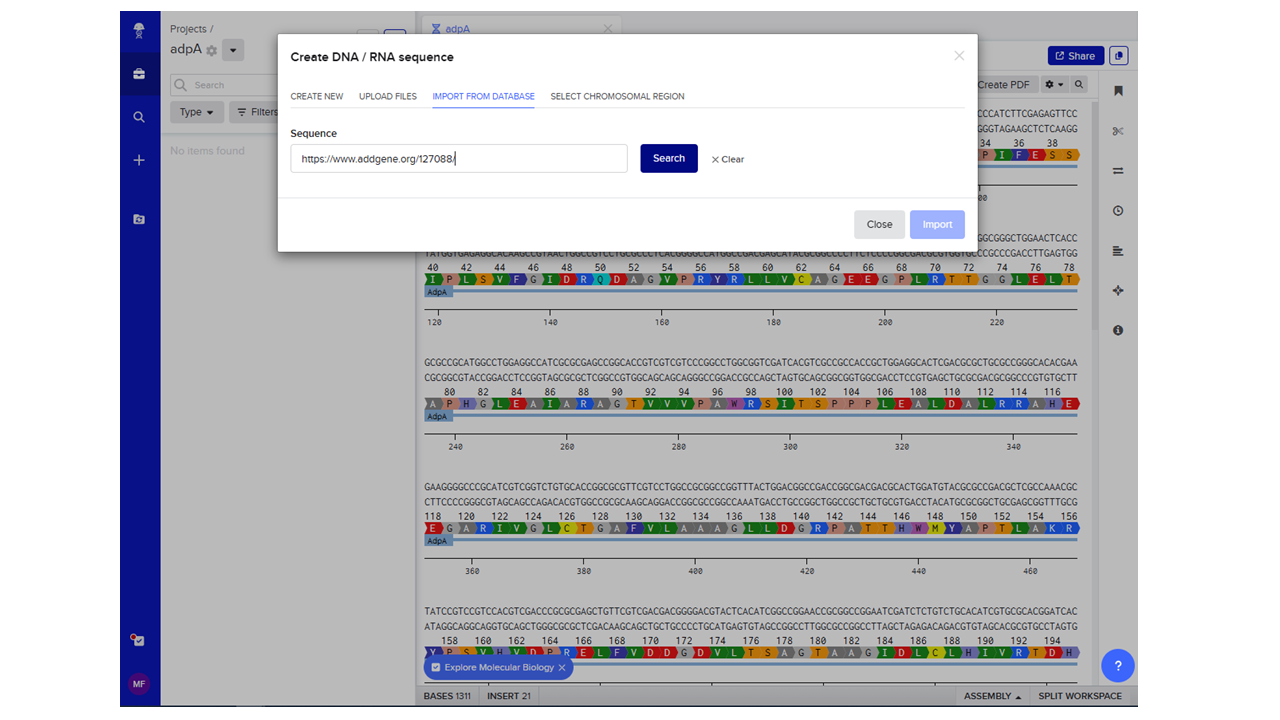 Projects /
adpA
adpA
Create DNA / RNA sequence
Share
CREATE NEW
UPLOAD FILES
IMPORT FROM DATABASE
SELECT CHROMOSOMAL REGION
Search
Create PDF
Type
Filters
Sequence
https://www.addgene.org/127088/
Search
Clear
No items found
CCCATCTTCGAGAGTTCC
GGGTAGAAGCTCTCAAGG
34 36 38
P I F E S S
Close
Import
GCGGGCTGGAACTCACC
40 42 44 46 48 50 52 54 56 58 60 62 64 66 68 70 72 74 76 78
I P L S V F G I D R Q D A G V P R Y R L L V C A G E E G P L R T T G G L E L T
AdpA
120 140 160 180 200 220
GCGCCGCATGGCCTGGAGGCCATCGCGCGAGCCGGCACCGTCGTCGTCCCGGCCTGGCGGTCGATCACGTCGCCGCCACCGCTGGAGGCACTCGACGCGCTGCGCCGGGCACACGAA
CGCGGCGTACCGGACCTCCGGTAGCGCGCTCGGCCGTGGCAGCAGCAGGGCCGGACCGCCAGCTAGTGCAGCGGCGGTGGCGACCTCCGTGAGCTGCGCGACGCGGCCCGTGTGCTT
80 82 84 86 88 90 92 94 96 98 100 102 104 106 108 110 112 114 116
A P H G L E A I A R A G T V V V P A W R S I T S P P P L E A L D A L R R A H E
AdpA
240 260 280 300 320 340
GAAGGGGCCCGCATCGTCGGTCTGTGCACCGGCGCGTTCGTCCTGGCCGCGGCCGGTTTACTGGACGGCCGACCGGCGACGACGCACTGGATGTACGCGCCGACGCTCGCCAAACGC
CTTCCCCGGGCGTAGCAGCCAGACACGTGGCCGCGCAAGCAGGACCGGCGCCGGCCAAATGACCTGCCGGCTGGCCGCTGCTGCGTGACCTACATGCGCGGCTGCGAGCGGTTTGCG
118 120 122 124 126 128 130 132 134 136 138 140 142 144 146 148 150 152 154 156
E G A R I V G L C T G A F V L A A A G L L D G R P A T T H W M Y A P T L A K R
AdpA
360 380 400 420 440 460
TATCCGTCCGTCCACGTCGACCCGCGCGAGCTGTTCGTCGACGACGGGGACGTACTCACATCGGCCGGAACCGCGGCCGGAATCGATCTCTGTCTGCACATCGTGCGCACGGATCAC
ATAGGCAGGCAGGTGCAGCTGGGCGCGCTCGACAAGCAGCTGCTGCCCCTGCATGAGTGTAGCCGGCCTTGGCGCCGGCCTTAGCTAGAGACAGACGTGTAGCACGCGTGCCTAGTG
158 160 162 164 166 168 170 172 174 176 178 180 182 184 186 188 190 192 194
Y P S V H V D P R E L F V D D G D V L T S A G T A A G I D L C L H I V R T D H
Explore Molecular Biology
MF
?
BASES 1311
INSERT 21
ASSEMBLY
SPLIT WORKSPACE